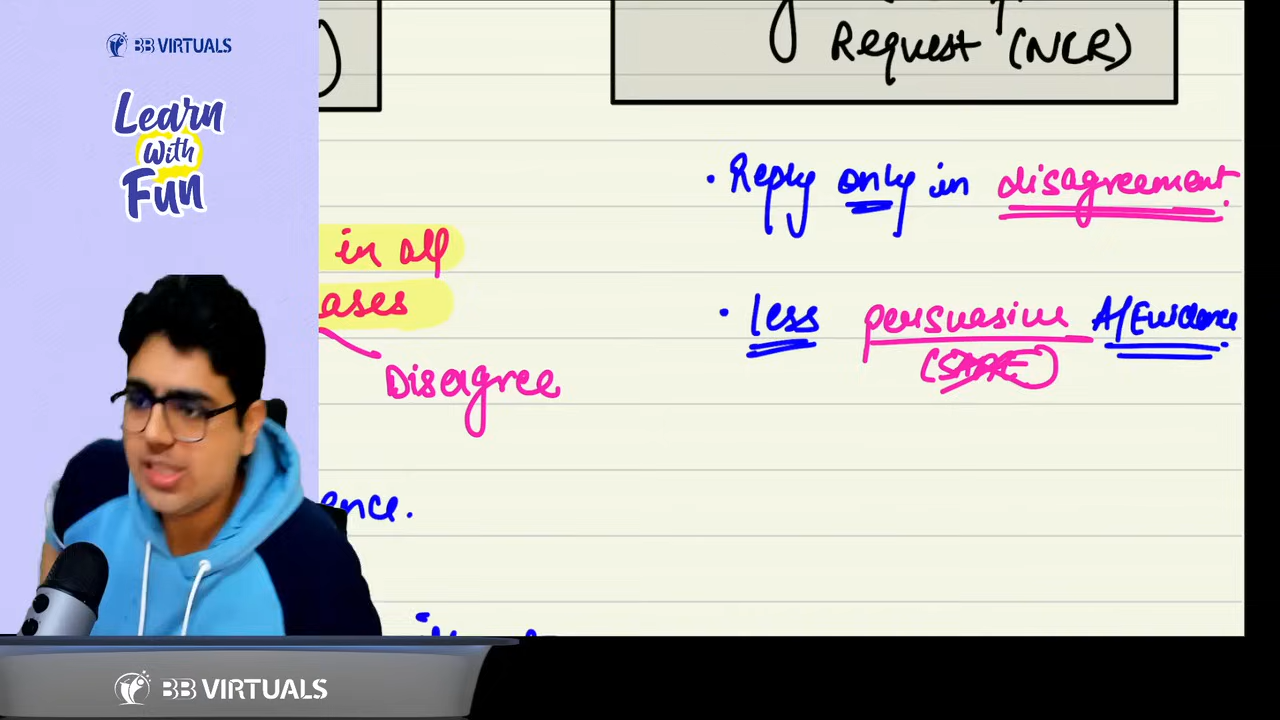 BB VIRTUALS
Learn
With
Fun
Request (NCR)
)
• Reply only in disagreement.
in all
ases
Disagree
• less persuasive A/Evidence
ence.
BB VIRTUALS